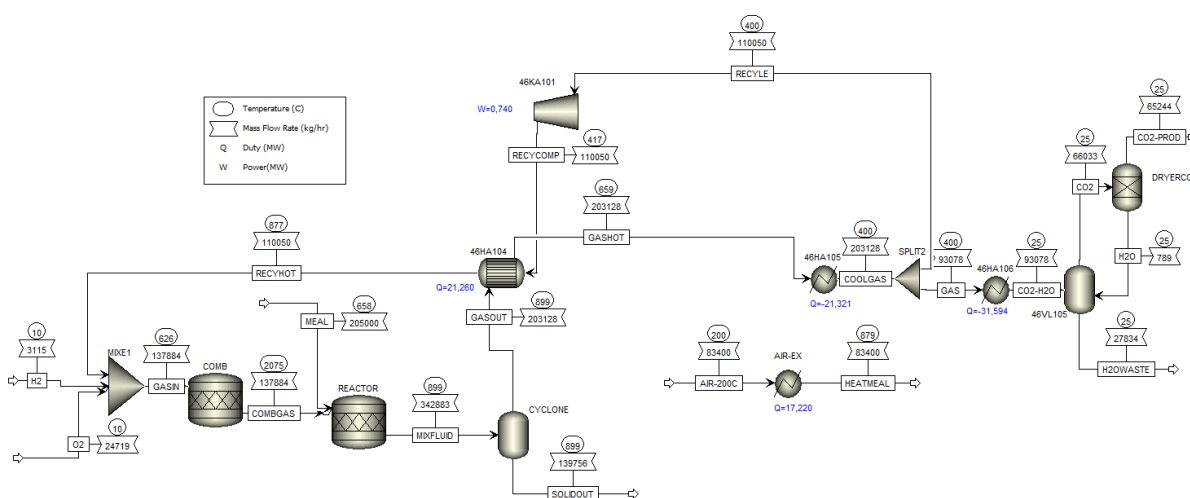 400
110050
RECYLE
46KA101
W=0,740
Temperature (C)
Mass Flow Rate (kg/hr)
Q Duty (MW)
W Power(MW)
417
RECYCOMP
110050
25
65244
CO2-PROD
25
66033
CO2
DRYERCO
659
203128
GASHOT
877
110050
RECYHOT
46HA104
Q=21,260
400
203128
46HA105
COOLGAS
Q=-21,321
SPLIT2
400
93078
GAS
46HA106
Q=-31,594
25
93078
CO2-H2O
25
H2O
789
46VL105
899
GASOUT
203128
658
MEAL
205000
25
27834
H2OWASTE
10
3115
H2
MIXE1
626
137884
GASIN
COMB
2075
137884
COMBGAS
REACTOR
899
342883
MIXFLUID
CYCLONE
200
83400
AIR-200C
AIR-EX
Q=17,220
879
83400
HEATMEAL
10
O2
24719
899
139756
SOLIDOUT